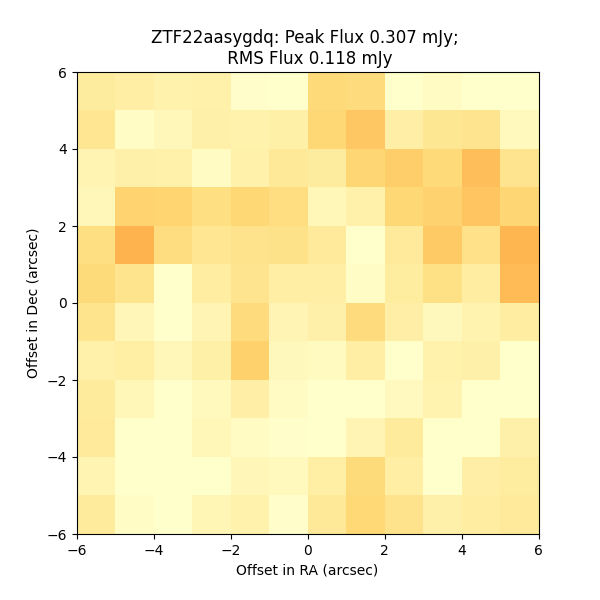 ZTF22aasygdq: Peak Flux 0.307 mJy;
RMS Flux 0.118 mJy
6
4
2
0
−2
−4
−6
Offset in Dec (arcsec)
−6 −4 −2 0 2 4 6
Offset in RA (arcsec)